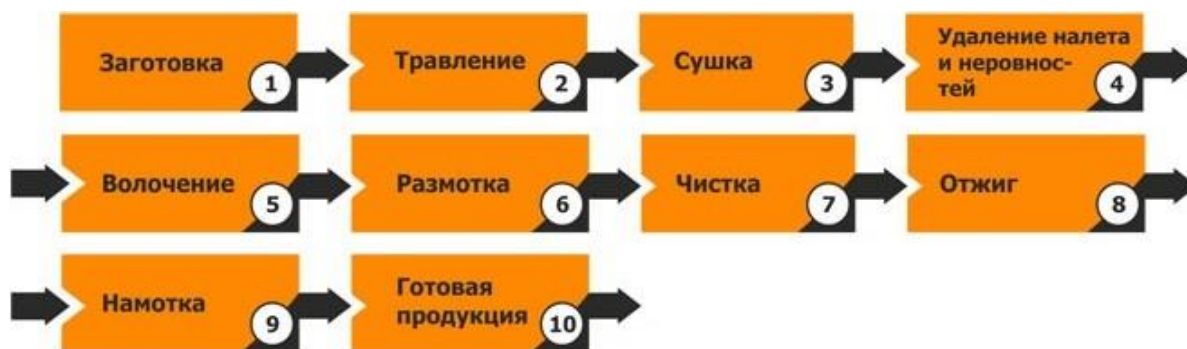 Заготовка
1
Травление
2
Сушка
3
Удаление налета
и неровнос-
тей
4
Волочение
5
Размотка
6
Чистка
7
Отжиг
8
Намотка
9
Готовая
продукция
10